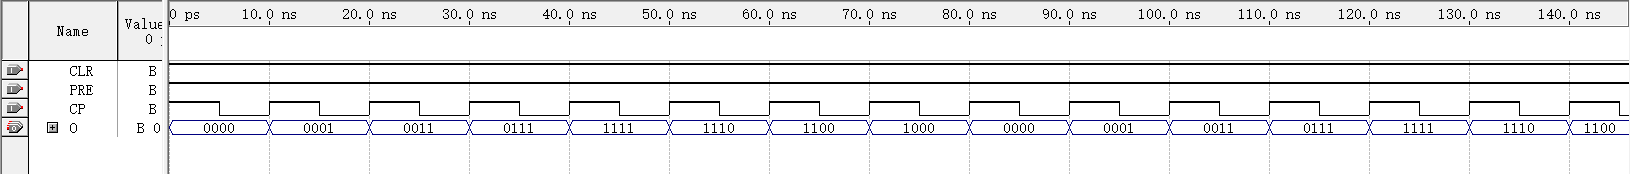 Name Value 0 ps 10.0 ns 20.0 ns 30.0 ns 40.0 ns 50.0 ns 60.0 ns 70.0 ns 80.0 ns 90.0 ns 100.0 ns 110.0 ns 120.0 ns 130.0 ns 140.0 ns
0
CLR B
PRE B
CP B
O B 0 0000 0001 0011 0111 1111 1110 1100 1000 0000 0001 0011 0111 1111 1110 1100